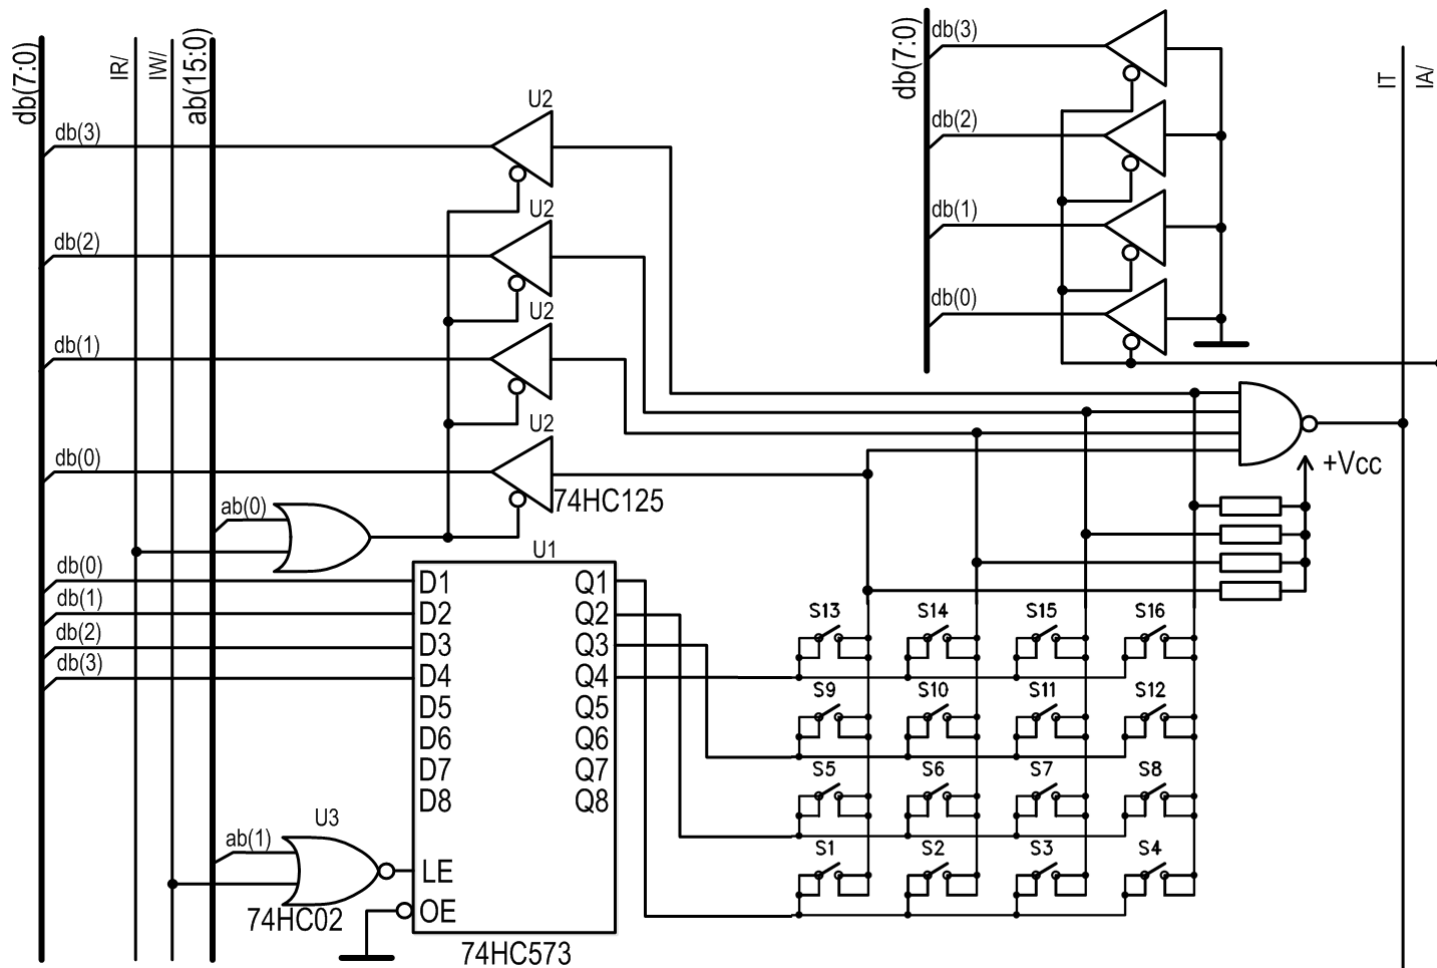 db(7:0)
IR/
IW/
ab(15:0)
db(7:0)
db(3)
db(2)
db(1)
db(0)
IT
IA/
db(3)
U2
db(2)
U2
db(1)
U2
db(0)
U2
74HC125
+Vcc
ab(0)
U1
db(0)
db(1)
db(2)
db(3)
D1 Q1
D2 Q2
D3 Q3
D4 Q4
D5 Q5
D6 Q6
D7 Q7
D8 Q8
S13 S14 S15 S16
S9 S10 S11 S12
S5 S6 S7 S8
S1 S2 S3 S4
U3
ab(1)
LE
74HC02
OE
74HC573